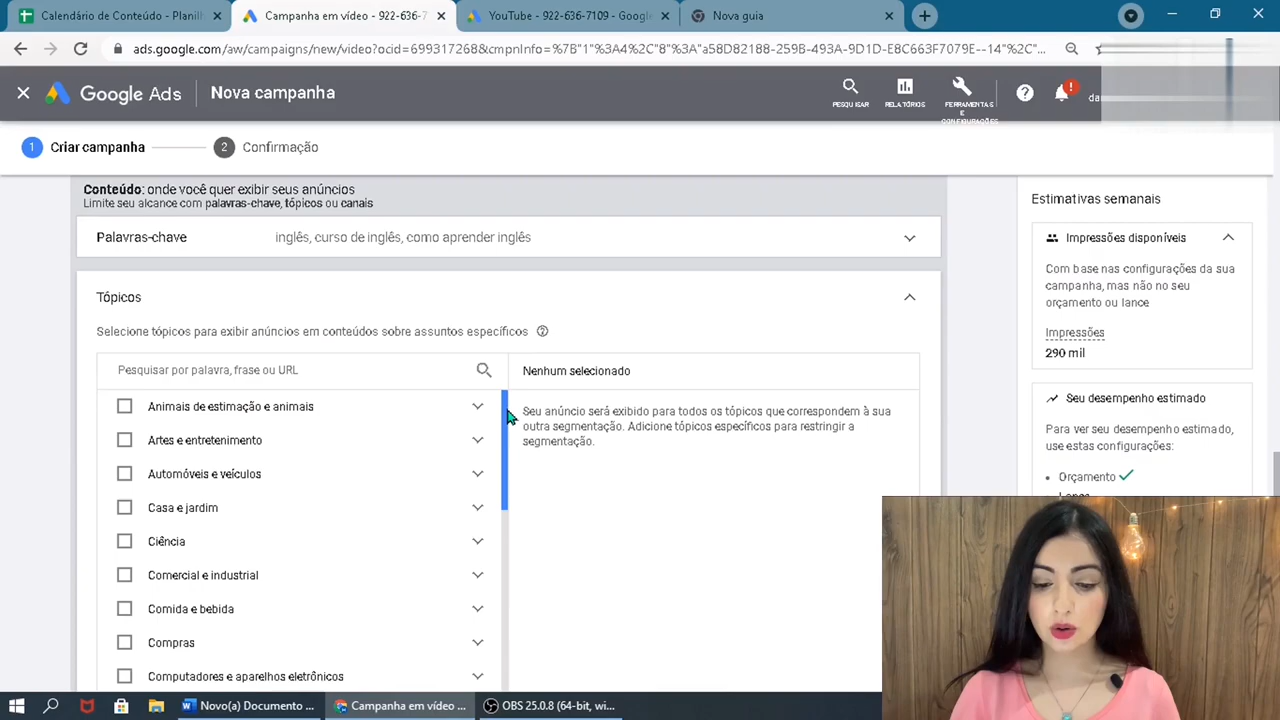 Calendário de Conteúdo - Planilh
Campanha em vídeo - 922-636-7
YouTube - 922-636-7109 - Google
Nova guia
ads.google.com/aw/campaigns/new/video?ocid=699317268&cmpnInfo=%7B"1"%3A4%2C"8"%3A"a58D82188-259B-493A-9D1D-E8C663F7079E--14"%2C"...
Google Ads
Nova campanha
PESQUISAR
RELATÓRIOS
FERRAMENTAS
E
CONFIGURAÇÕES
1 Criar campanha
2 Confirmação
Conteúdo: onde você quer exibir seus anúncios
Limite seu alcance com palavras-chave, tópicos ou canais
Palavras-chave
inglês, curso de inglês, como aprender inglês
Tópicos
Selecione tópicos para exibir anúncios em conteúdos sobre assuntos específicos
Pesquisar por palavra, frase ou URL
Animais de estimação e animais
Artes e entretenimento
Automóveis e veículos
Casa e jardim
Ciência
Comercial e industrial
Comida e bebida
Compras
Computadores e aparelhos eletrônicos
Nenhum selecionado
Seu anúncio será exibido para todos os tópicos que correspondem à sua
outra segmentação. Adicione tópicos específicos para restringir a
segmentação.
Estimativas semanais
Impressões disponíveis
Com base nas configurações da sua
campanha, mas não no seu
orçamento ou lance
Impressões
290 mil
Seu desempenho estimado
Para ver seu desempenho estimado,
use estas configurações:
Orçamento
Novo(a) Documento ...
Campanha em vídeo ...
OBS 25.0.8 (64-bit, wi...